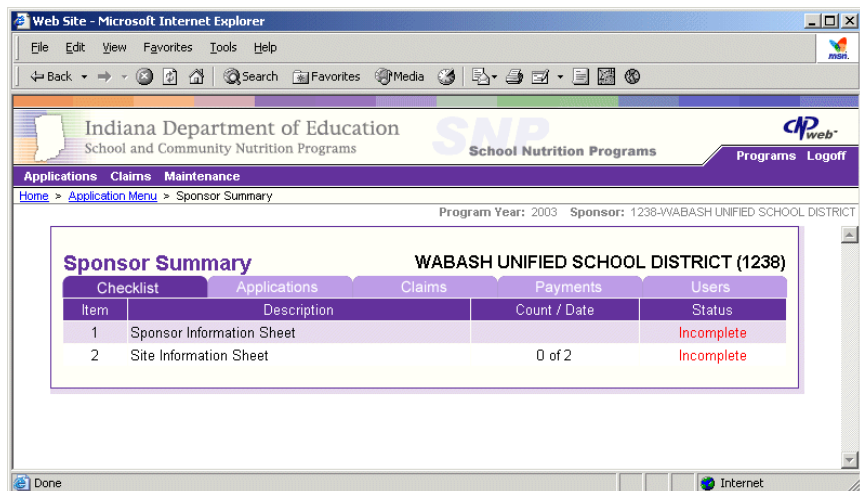 Web Site - Microsoft Internet Explorer
File Edit View Favorites Tools Help
msn.
Back Search Favorites Media
Indiana Department of Education
School and Community Nutrition Programs
SNP
School Nutrition Programs
CNPweb
Programs Logoff
Applications Claims Maintenance
Home > Application Menu > Sponsor Summary
Program Year: 2003 Sponsor: 1238-WABASH UNIFIED SCHOOL DISTRICT
Sponsor Summary WABASH UNIFIED SCHOOL DISTRICT (1238)
Checklist Applications Claims Payments Users
Item Description Count / Date Status
1 Sponsor Information Sheet Incomplete
2 Site Information Sheet 0 of 2 Incomplete
Done Internet